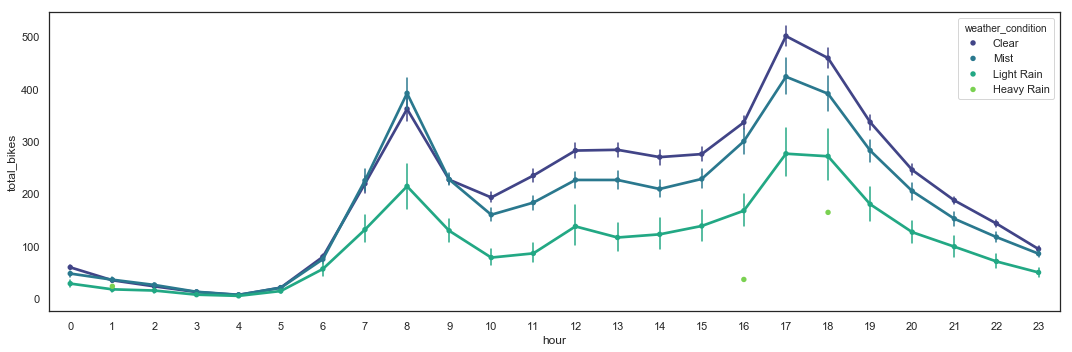 weather_condition
Clear
Mist
Light Rain
Heavy Rain
total_bikes
500
400
300
200
100
0
0 1 2 3 4 5 6 7 8 9 10 11 12 13 14 15 16 17 18 19 20 21 22 23
hour